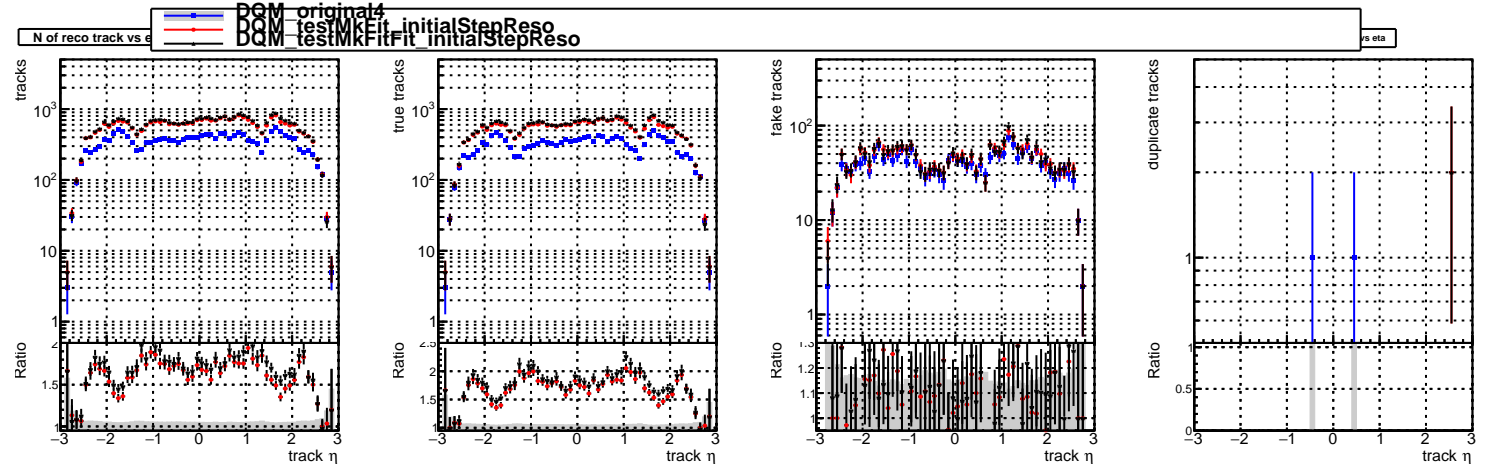 DQM_original4
DQM_testMkFit_initialStepReso
DQM_testMkFitFit_initialStepReso
N of reco track vs e
vs eta
tracks
10³
10²
10
1
Ratio
2
1.5
1
−3 −2 −1 0 1 2 3
track η
true tracks
10³
10²
10
1
Ratio
2.5
2
1.5
1
−3 −2 −1 0 1 2 3
track η
fake tracks
10²
10
1
Ratio
1.3
1.2
1.1
−3 −2 −1 0 1 2 3
track η
duplicate tracks
1
Ratio
1
0.5
0
−3 −2 −1 0 1 2 3
track η